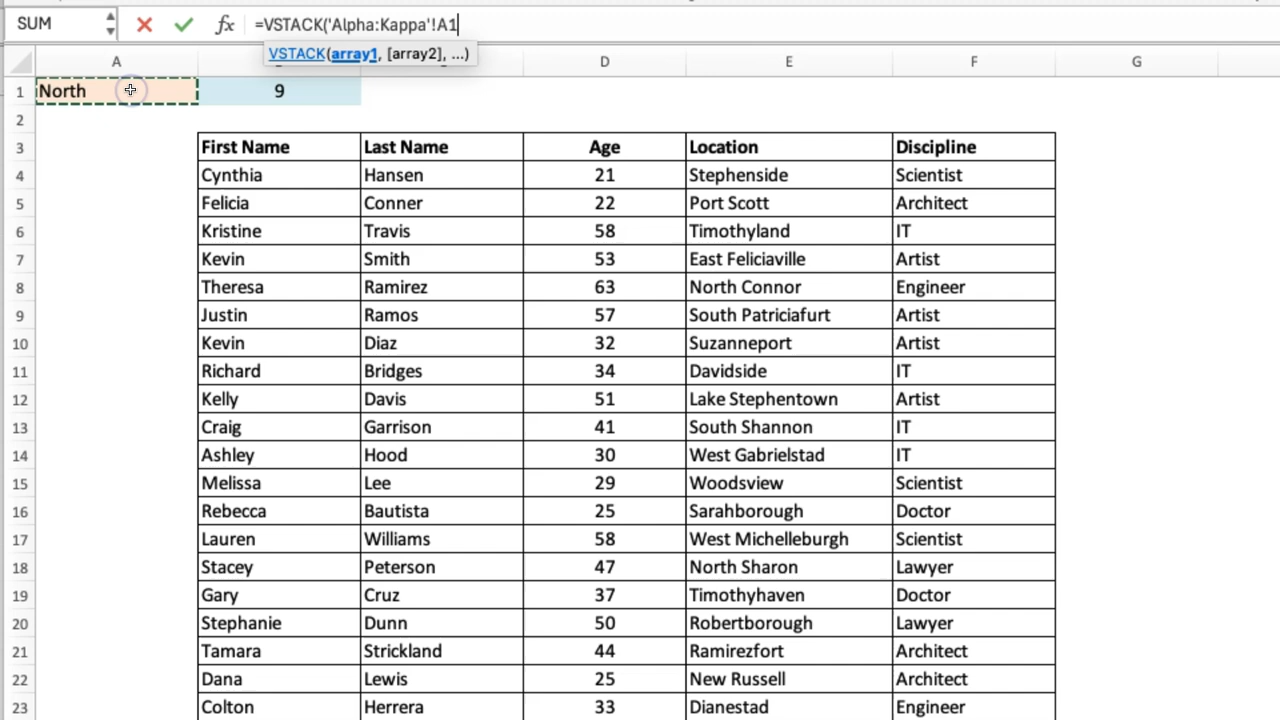 SUM fx =VSTACK('Alpha:Kappa'!A1
VSTACK(array1, [array2], ...)
A D E F G
1 North 9
2
3 First Name Last Name Age Location Discipline
4 Cynthia Hansen 21 Stephenside Scientist
5 Felicia Conner 22 Port Scott Architect
6 Kristine Travis 58 Timothyland IT
7 Kevin Smith 53 East Feliciaville Artist
8 Theresa Ramirez 63 North Connor Engineer
9 Justin Ramos 57 South Patriciafurt Artist
10 Kevin Diaz 32 Suzanneport Artist
11 Richard Bridges 34 Davidside IT
12 Kelly Davis 51 Lake Stephentown Artist
13 Craig Garrison 41 South Shannon IT
14 Ashley Hood 30 West Gabrielstad IT
15 Melissa Lee 29 Woodsview Scientist
16 Rebecca Bautista 25 Sarahborough Doctor
17 Lauren Williams 58 West Michelleburgh Scientist
18 Stacey Peterson 47 North Sharon Lawyer
19 Gary Cruz 37 Timothyhaven Doctor
20 Stephanie Dunn 50 Robertborough Lawyer
21 Tamara Strickland 44 Ramirezfort Architect
22 Dana Lewis 25 New Russell Architect
23 Colton Herrera 33 Dianestad Engineer